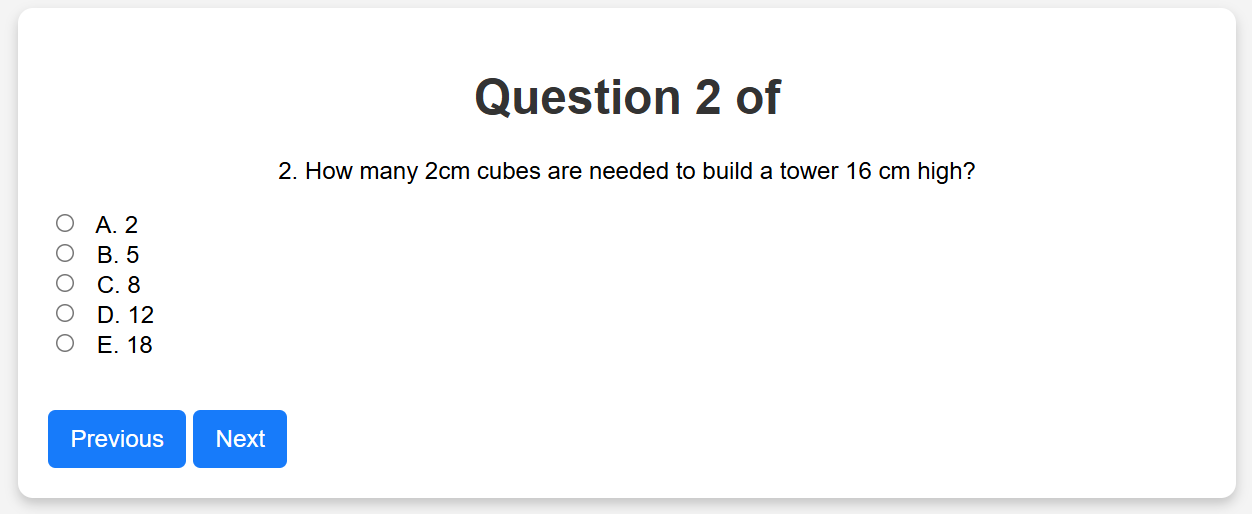 Question 2 of
2. How many 2cm cubes are needed to build a tower 16 cm high?
A. 2
B. 5
C. 8
D. 12
E. 18
Previous Next